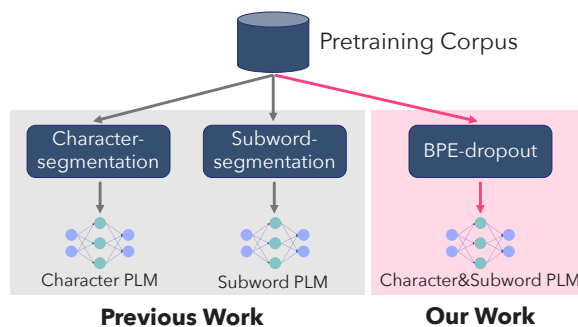 Pretraining Corpus
Character-
segmentation
Subword-
segmentation
BPE-dropout
Character PLM
Subword PLM
Character&Subword PLM
Previous Work
Our Work